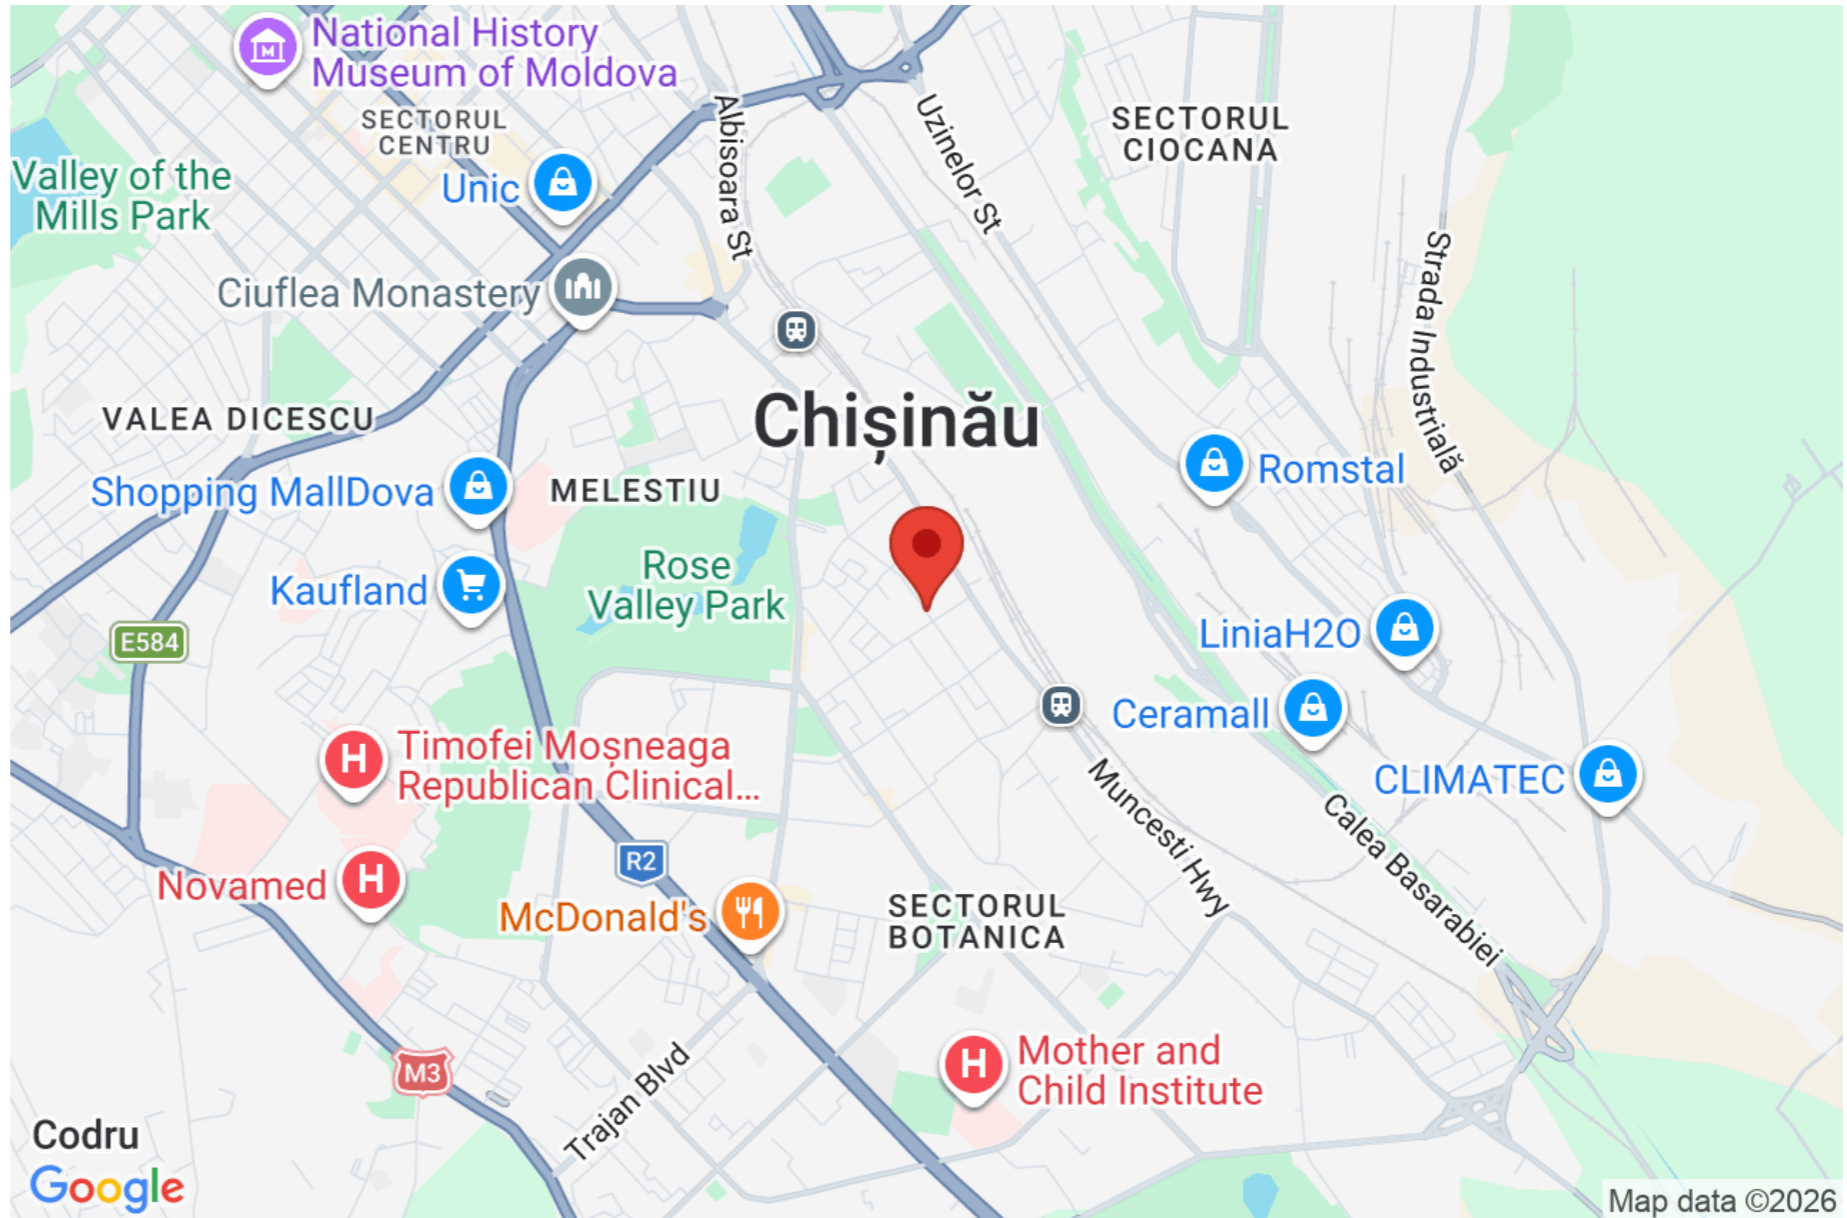 National History
Museum of Moldova
SECTORUL
CENTRU
Albisoara St
Uzinelor St
SECTORUL
CIOCANA
Valley of the
Mills Park
Unic
Ciuflea Monastery
Strada Industrială
VALEA DICESCU
Chișinău
Shopping MallDova
MELESTIU
Romstal
Rose
Valley Park
Kaufland
E584
LiniaH2O
Ceramall
Timofei Moșneaga
Republican Clinical...
H
CLIMATEC
Muncesti Hwy
Calea Basarabiei
R2
Novamed
H
McDonald's
SECTORUL
BOTANICA
Mother and
Child Institute
H
M3
Trajan Blvd
Codru
Google
Map data ©2026